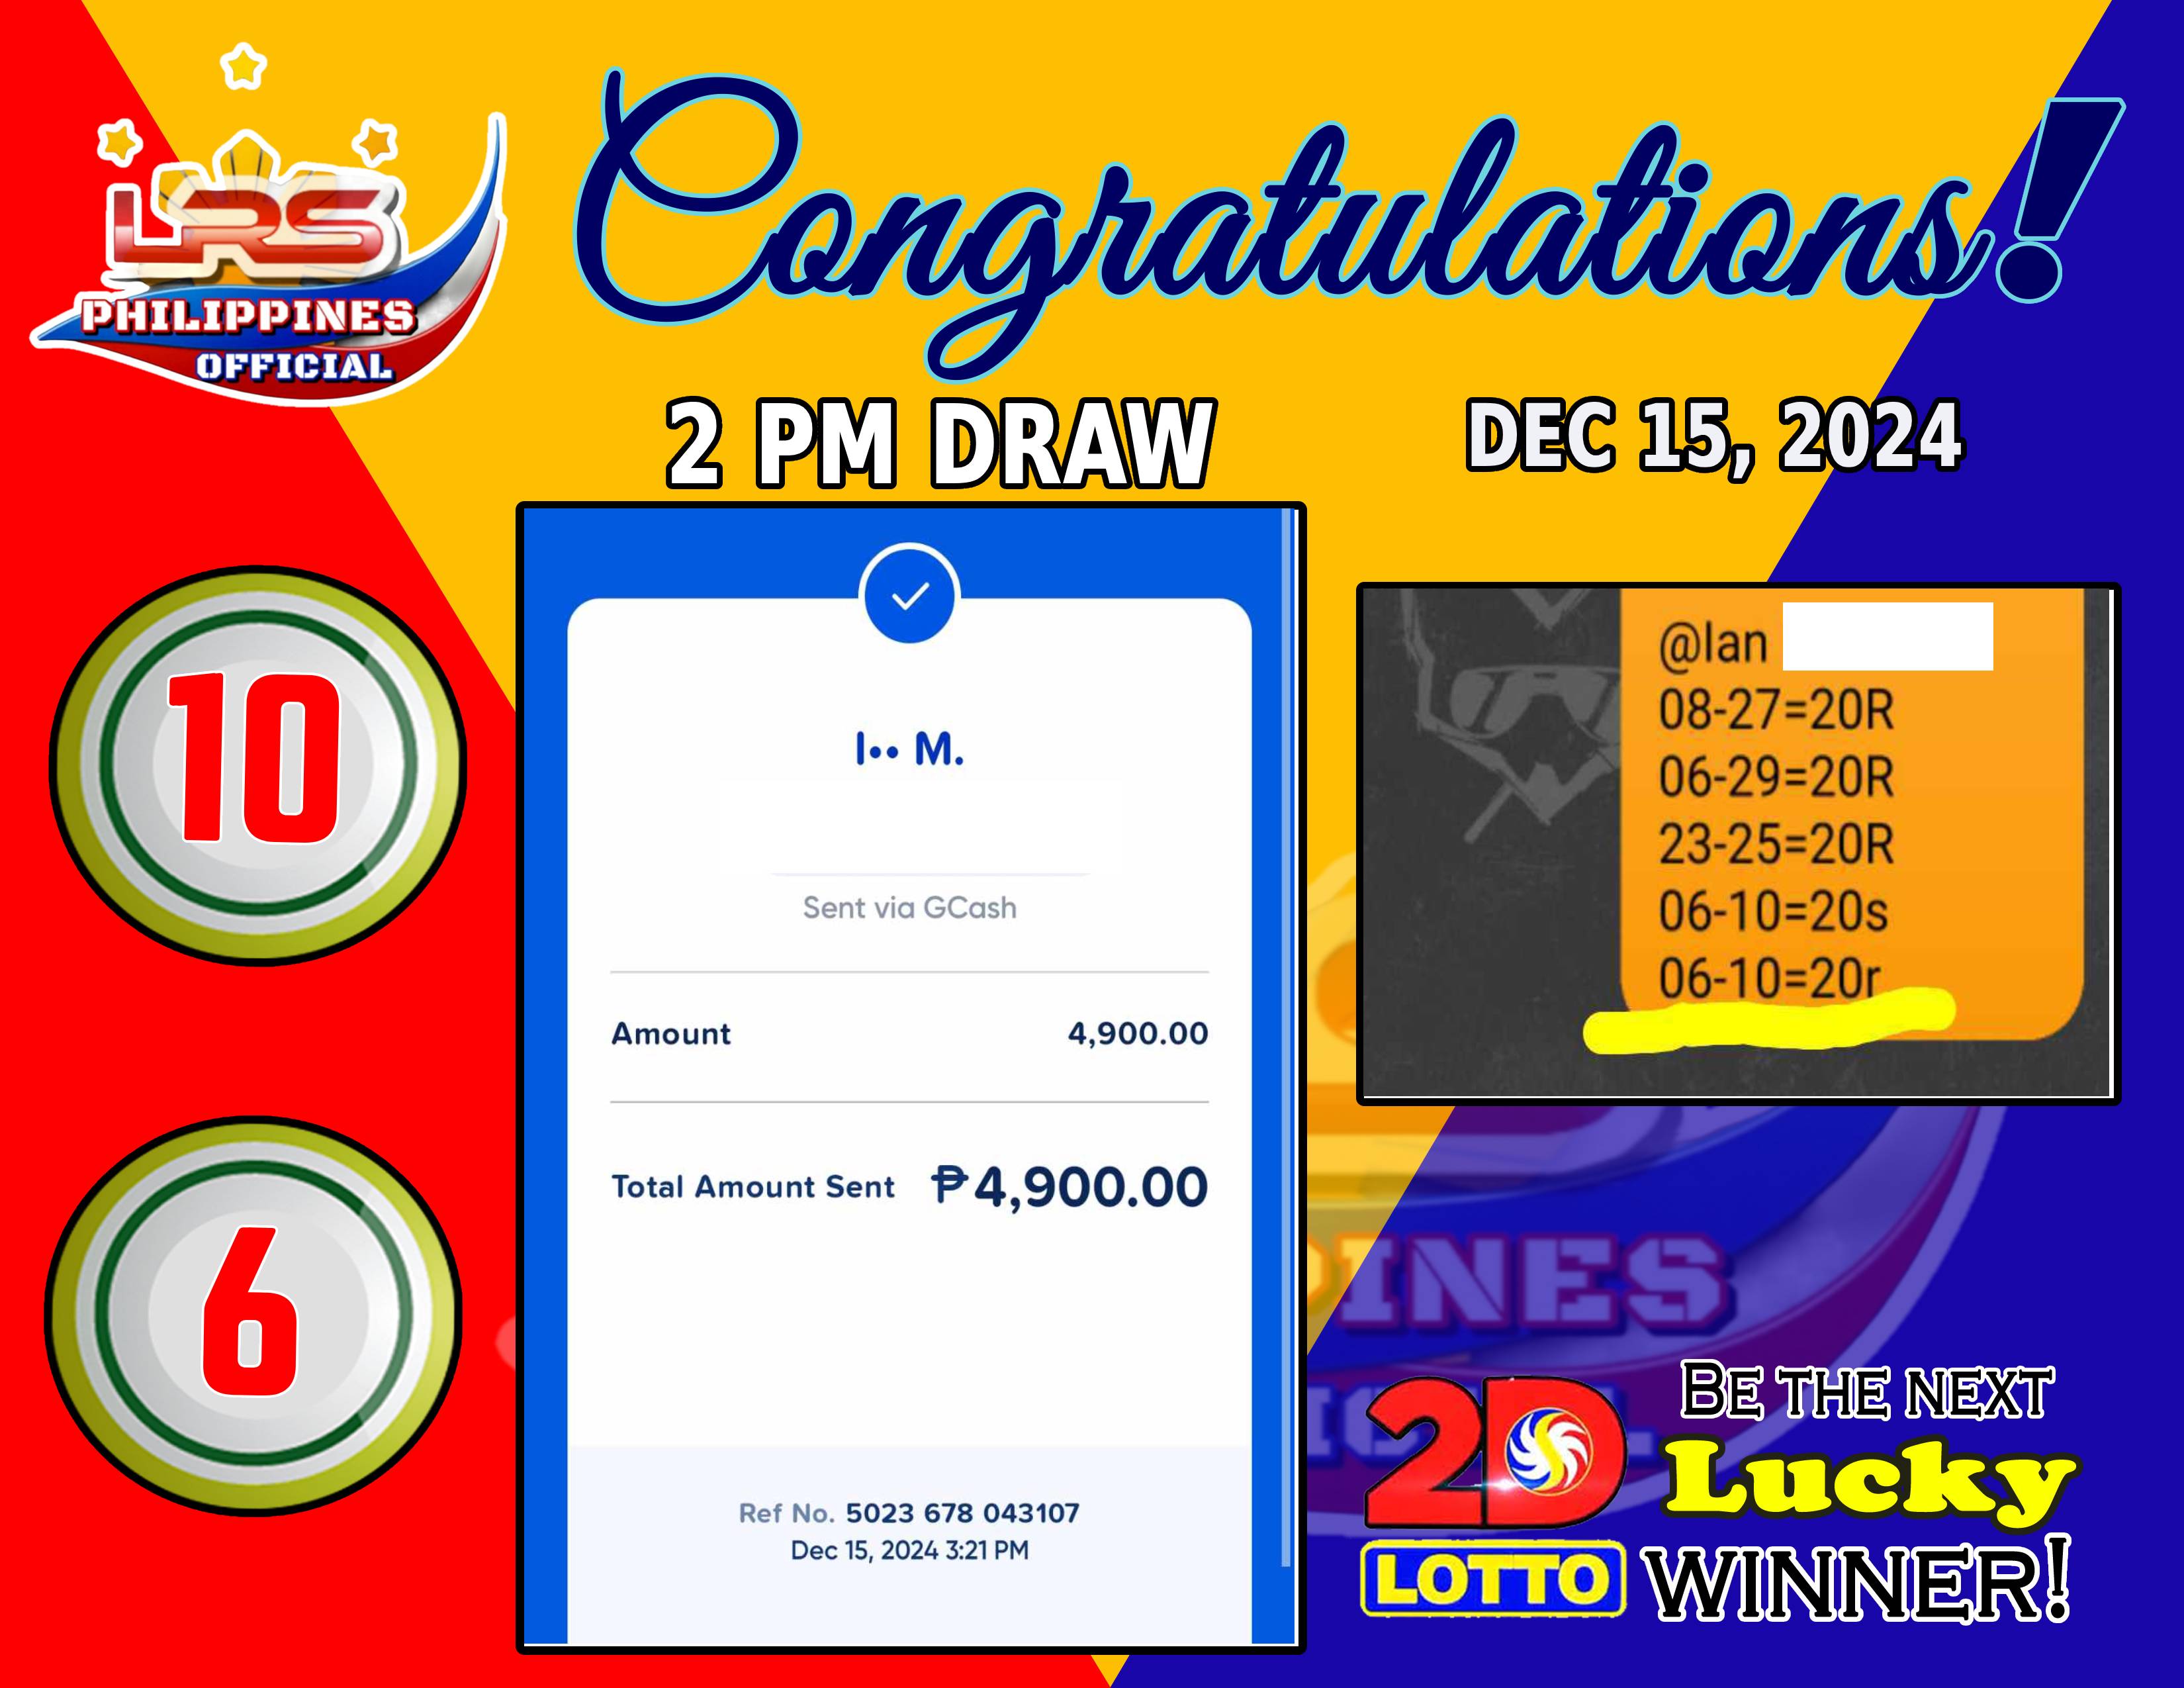 LRS
PHILIPPINES
OFFICIAL
Congratulations!
2 PM DRAW
DEC 15, 2024
10
6
I•• M.
Sent via GCash
Amount 4,900.00
Total Amount Sent ₱4,900.00
Ref No. 5023 678 043107
Dec 15, 2024 3:21 PM
@Ian
08-27=20R
06-29=20R
23-25=20R
06-10=20s
06-10=20r
PINES
2D
LOTTO
BE THE NEXT
Lucky
WINNER!